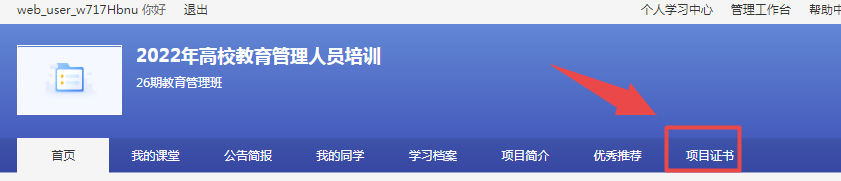 web_user_w717Hbnu 你好 退出 个人学习中心 管理工作台 帮助中
2022年高校教育管理人员培训
26期教育管理班
首页 我的课堂 公告简报 我的同学 学习档案 项目简介 优秀推荐 项目证书